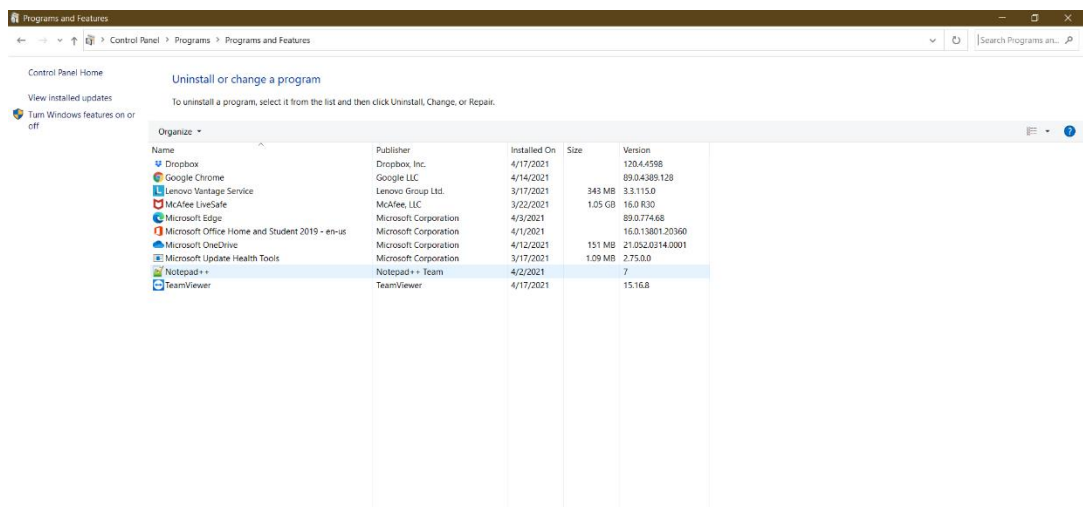 Programs and Features
Control Panel > Programs > Programs and Features
Search Programs an...
Control Panel Home
View installed updates
Turn Windows features on or
off
Uninstall or change a program
To uninstall a program, select it from the list and then click Uninstall, Change, or Repair.
Organize
Name Publisher Installed On Size Version
Dropbox Dropbox, Inc. 4/17/2021 120.4.4598
Google Chrome Google LLC 4/14/2021 89.0.4389.128
Lenovo Vantage Service Lenovo Group Ltd. 3/17/2021 343 MB 3.3.115.0
McAfee LiveSafe McAfee, LLC 3/22/2021 1.05 GB 16.0 R30
Microsoft Edge Microsoft Corporation 4/3/2021 89.0.774.68
Microsoft Office Home and Student 2019 - en-us Microsoft Corporation 4/1/2021 16.0.13801.20360
Microsoft OneDrive Microsoft Corporation 4/12/2021 151 MB 21.052.0314.0001
Microsoft Update Health Tools Microsoft Corporation 3/17/2021 1.09 MB 2.75.0.0
Notepad++ Notepad++ Team 4/2/2021 7
TeamViewer TeamViewer 4/17/2021 15.16.8